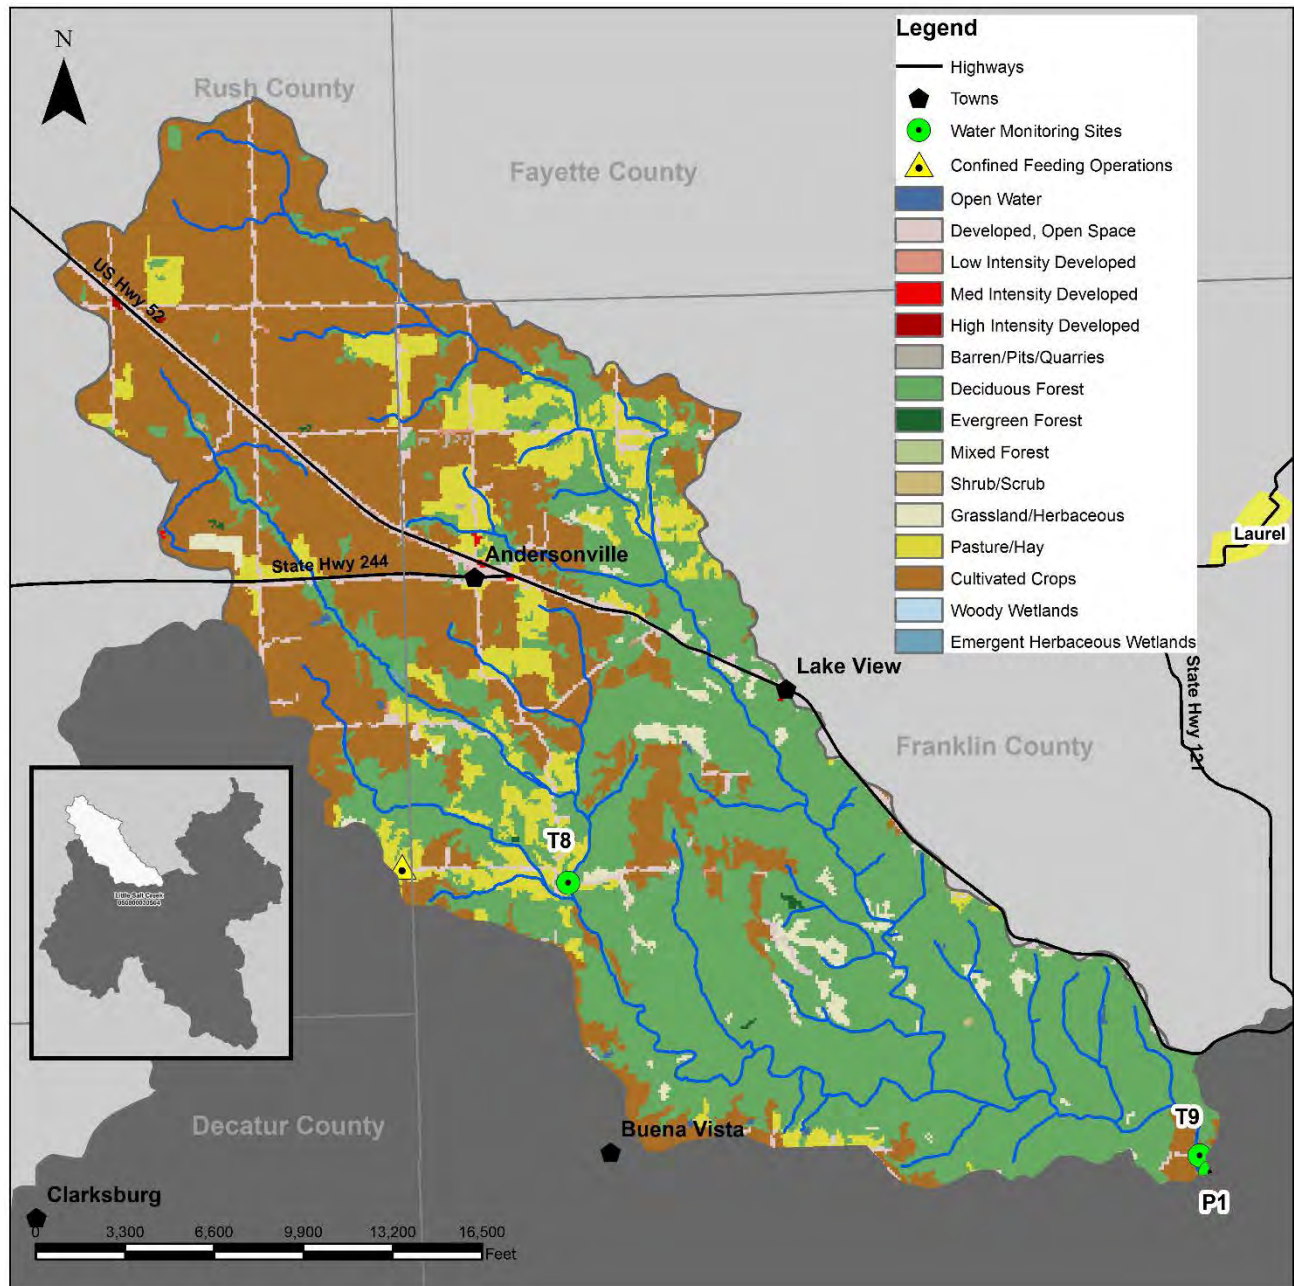 N
Rush County
Fayette County
Legend
Highways
Towns
Water Monitoring Sites
Confined Feeding Operations
Open Water
Developed, Open Space
Low Intensity Developed
Med Intensity Developed
High Intensity Developed
Barren/Pits/Quarries
Deciduous Forest
Evergreen Forest
Mixed Forest
Shrub/Scrub
Grassland/Herbaceous
Pasture/Hay
Cultivated Crops
Woody Wetlands
Emergent Herbaceous Wetlands
US Hwy 52
Laurel
Andersonville
State Hwy 244
Lake View
State Hwy 121
Franklin County
T8
Little Salt Creek
T9
Decatur County
Buena Vista
Clarksburg
P1
0 3,300 6,600 9,900 13,200 16,500
Feet